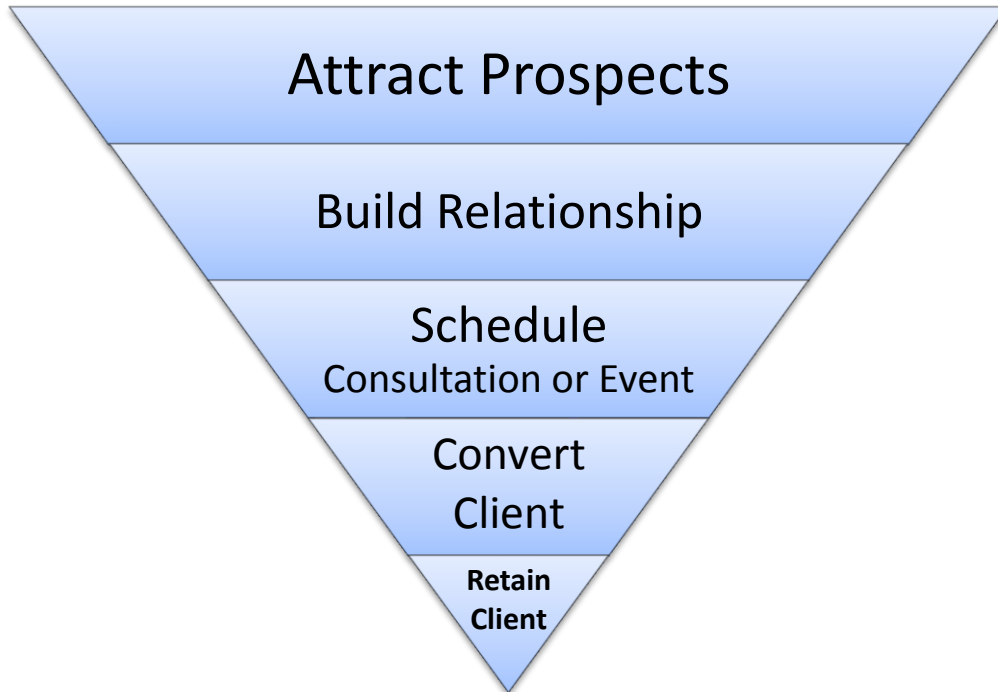 Attract Prospects
Build Relationship
Schedule
Consultation or Event
Convert
Client
Retain
Client